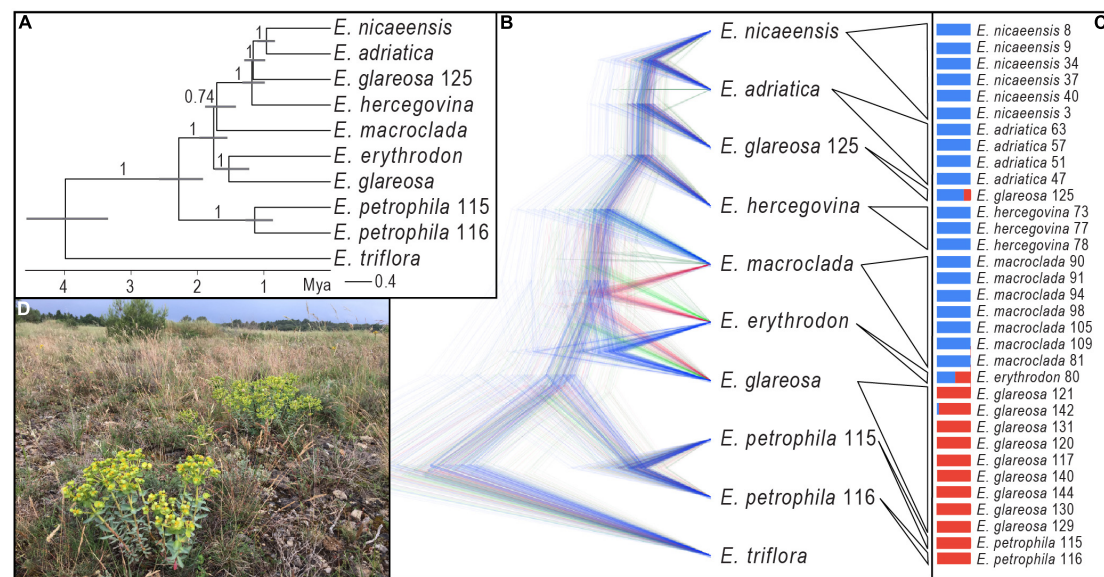 A
E. nicaeensis
E. adriatica
E. glareosa 125
E. hercegovina
E. macroclada
E. erythrodon
E. glareosa
E. petrophila 115
E. petrophila 116
E. triflora
1
1
1
0.74
1
1
1
1
4
3
2
1
Mya
0.4
B
E. nicaeensis
E. adriatica
E. glareosa 125
E. hercegovina
E. macroclada
E. erythrodon
E. glareosa
E. petrophila 115
E. petrophila 116
E. triflora
C
E. nicaeensis 8
E. nicaeensis 9
E. nicaeensis 34
E. nicaeensis 37
E. nicaeensis 40
E. nicaeensis 3
E. adriatica 63
E. adriatica 57
E. adriatica 51
E. adriatica 47
E. glareosa 125
E. hercegovina 73
E. hercegovina 77
E. hercegovina 78
E. macroclada 90
E. macroclada 91
E. macroclada 94
E. macroclada 98
E. macroclada 105
E. macroclada 109
E. macroclada 81
E. erythrodon 80
E. glareosa 121
E. glareosa 142
E. glareosa 131
E. glareosa 120
E. glareosa 117
E. glareosa 140
E. glareosa 144
E. glareosa 130
E. glareosa 129
E. petrophila 115
E. petrophila 116
D